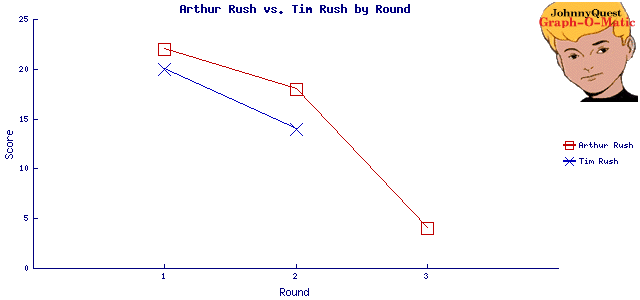 Arthur Rush vs. Tim Rush by Round
JohnnyQuest
Graph-O-Matic
25
20
15
10
5
0
Score
1 2 3
Round
Arthur Rush
Tim Rush